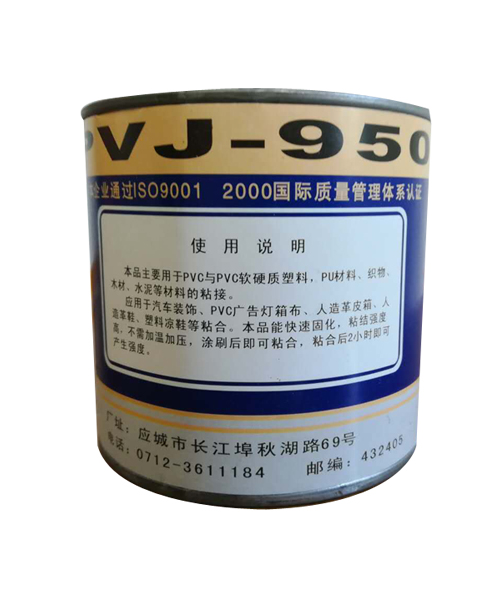 PVJ-950
企业通过ISO9001 2000国际质量管理体系认证
使用说明
本品主要用于PVC与PVC软硬质塑料,PU材料、织物、
木材、水泥等材料的粘接。
应用于汽车装饰、PVC广告灯箱布、人造革皮箱、人
造革鞋、塑料凉鞋等粘合。本品能快速固化,粘结强度
高,不需加温加压,涂刷后即可粘合,粘合后2小时即可
产生强度。
厂址:应城市长江埠秋湖路69号
电话:0712-3611184 邮编:432405